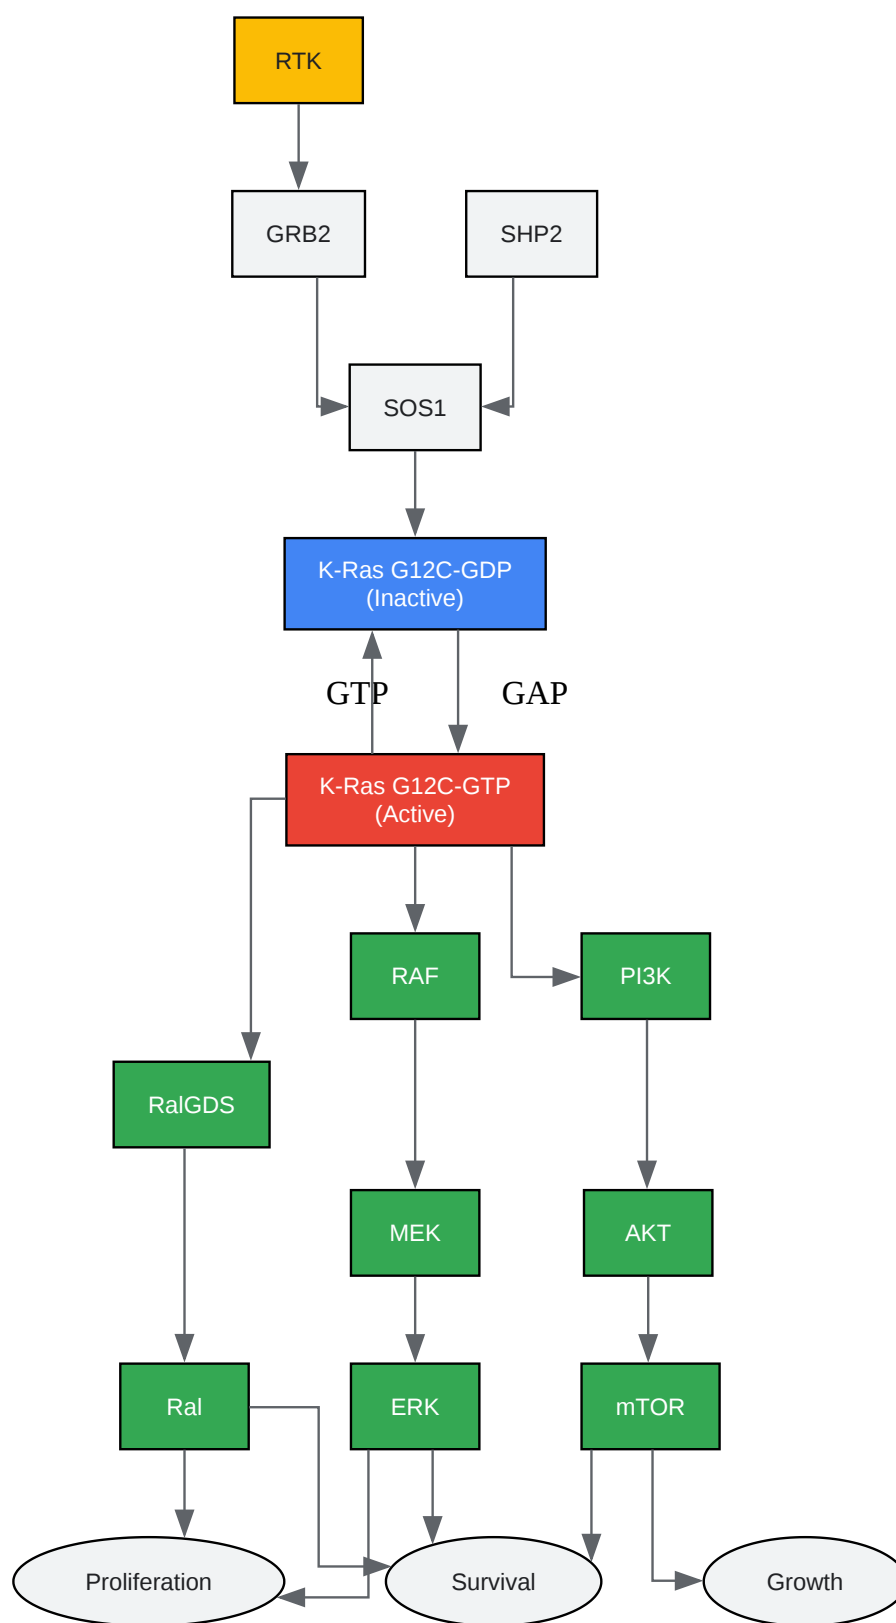 RTK
GRB2
SHP2
SOS1
K-Ras G12C-GDP
(Inactive)
GTP
GAP
K-Ras G12C-GTP
(Active)
RAF
PI3K
RalGDS
MEK
AKT
Ral
ERK
mTOR
Proliferation
Survival
Growth